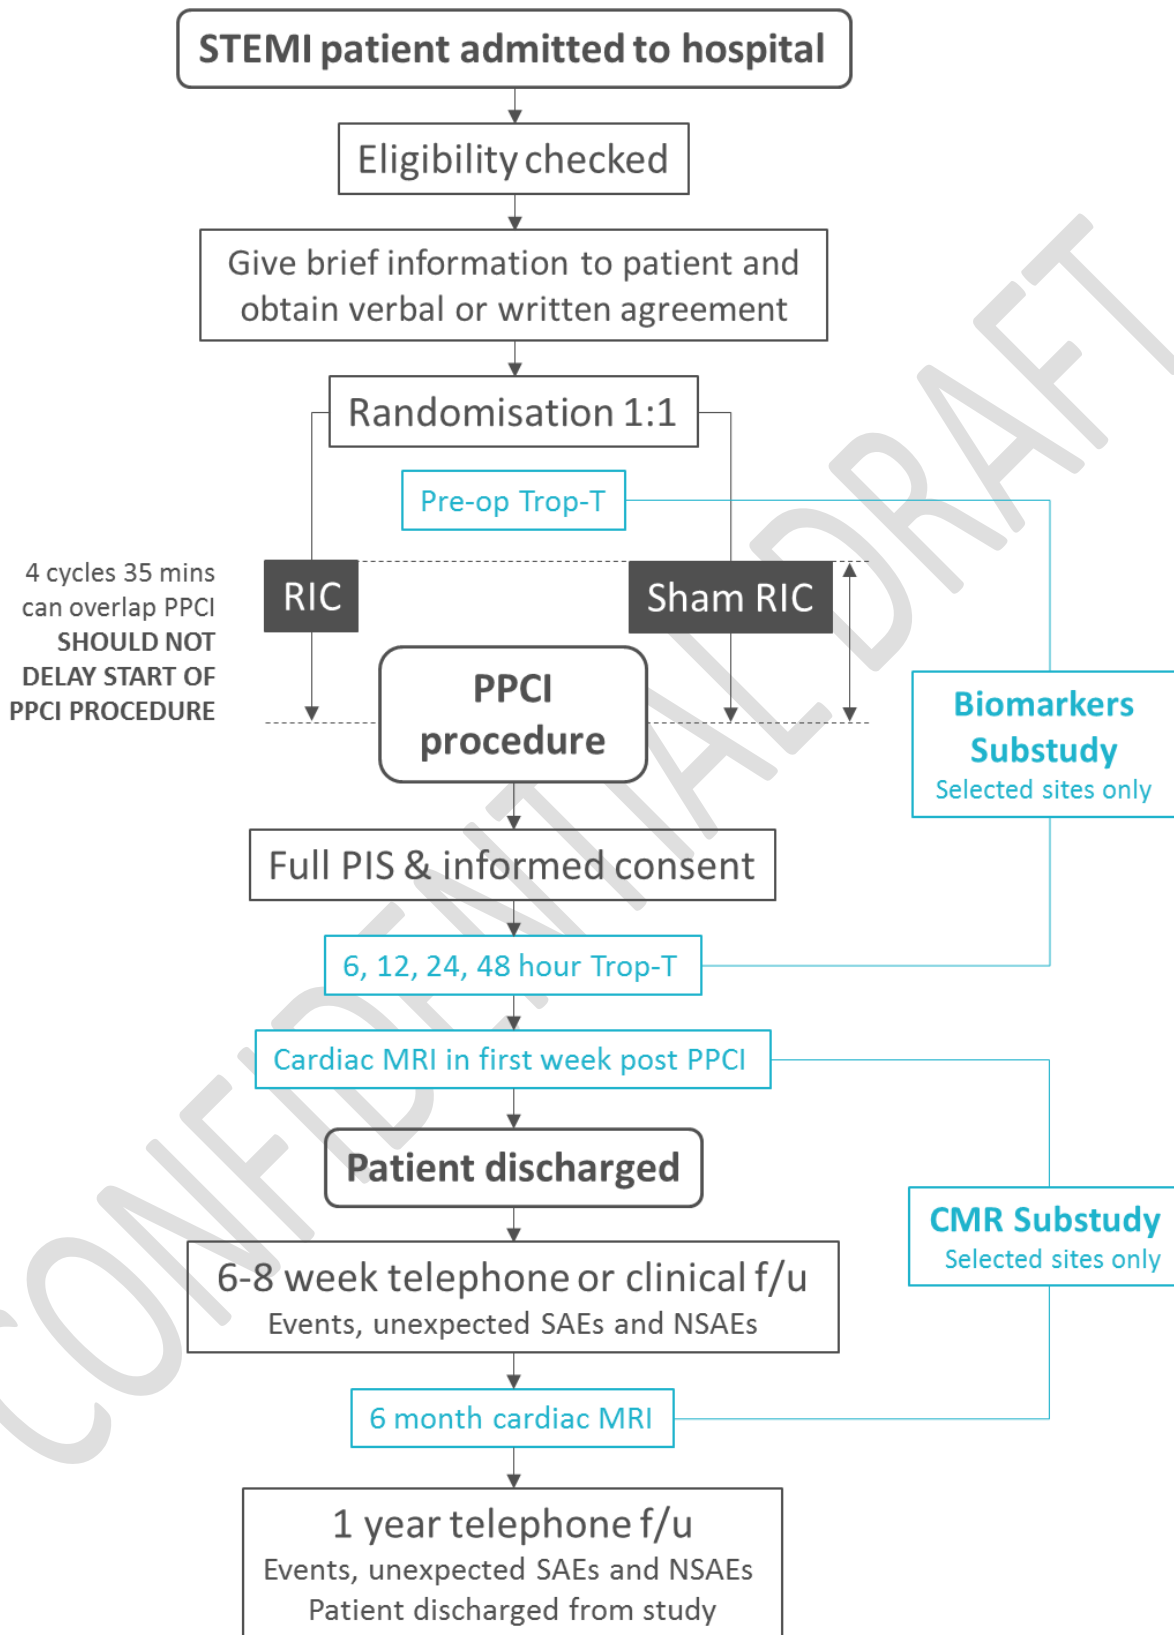 STEMI patient admitted to hospital
Eligibility checked
Give brief information to patient and
obtain verbal or written agreement
Randomisation 1:1
Pre-op Trop-T
4 cycles 35 mins
can overlap PPCI
SHOULD NOT
DELAY START OF
PPCI PROCEDURE
RIC
Sham RIC
PPCI
procedure
Biomarkers
Substudy
Selected sites only
Full PIS & informed consent
6, 12, 24, 48 hour Trop-T
Cardiac MRI in first week post PPCI
Patient discharged
CMR Substudy
Selected sites only
6-8 week telephone or clinical f/u
Events, unexpected SAEs and NSAEs
6 month cardiac MRI
1 year telephone f/u
Events, unexpected SAEs and NSAEs
Patient discharged from study
CONFIDENTIAL DRAFT